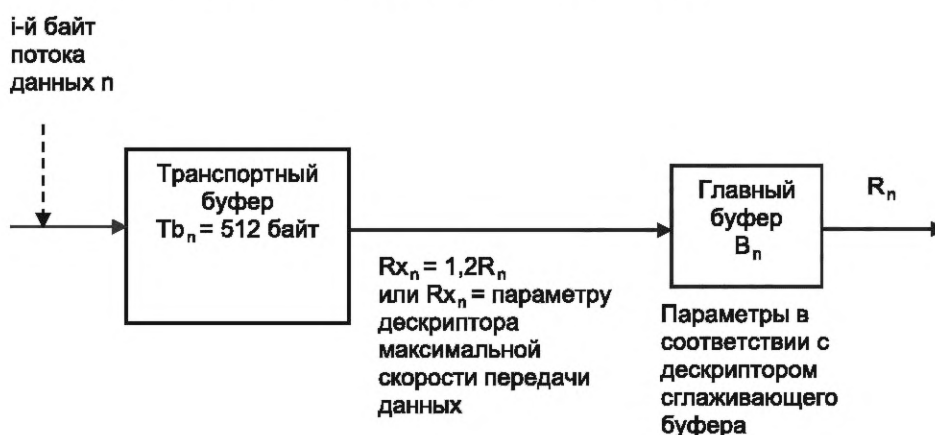 i-й байт
потока
данных n
Транспортный
буфер
Tbn = 512 байт
Rxn = 1,2Rn
или Rxn = параметру
дескриптора
максимальной
скорости передачи
данных
Главный
буфер
Bn
Rn
Параметры в
соответствии с
дескриптором
сглаживающего
буфера